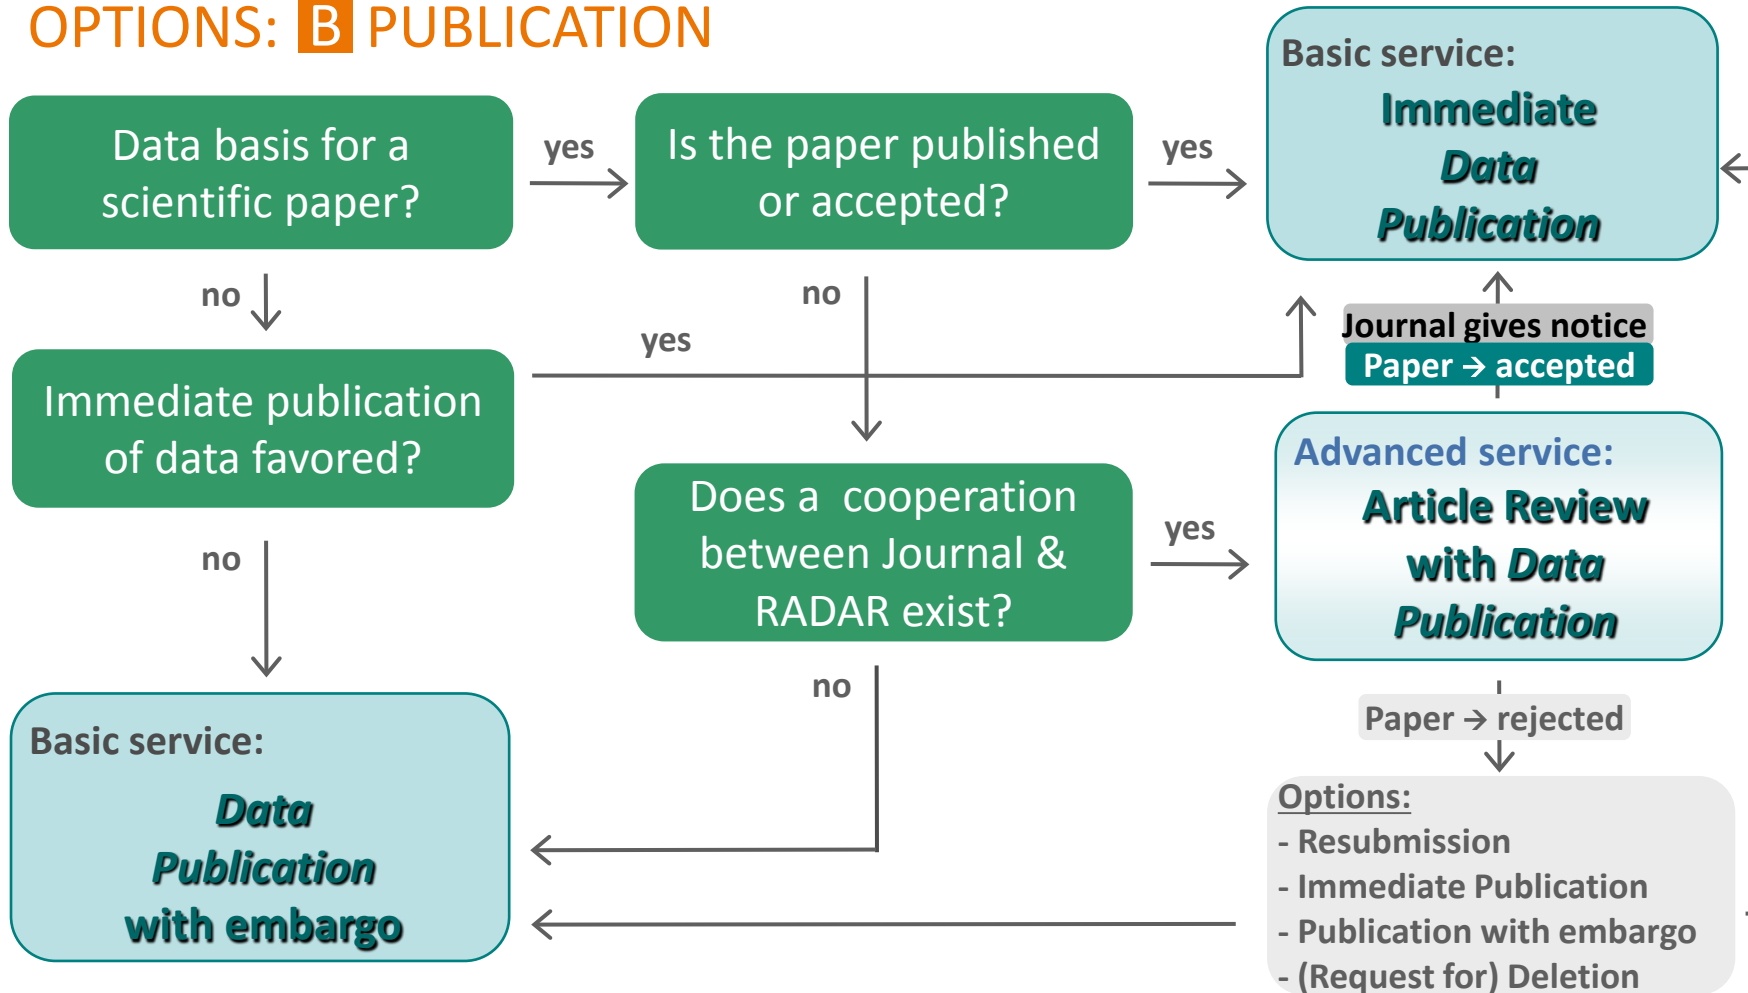 OPTIONS: B PUBLICATION
Data basis for a
scientific paper?
yes
Is the paper published
or accepted?
yes
Basic service:
Immediate
Data
Publication
no
no
yes
Journal gives notice
Paper → accepted
Immediate publication
of data favored?
Does a cooperation
between Journal &
RADAR exist?
yes
Advanced service:
Article Review
with Data
Publication
no
no
Paper → rejected
Basic service:
Data
Publication
with embargo
Options:
- Resubmission
- Immediate Publication
- Publication with embargo
- (Request for) Deletion